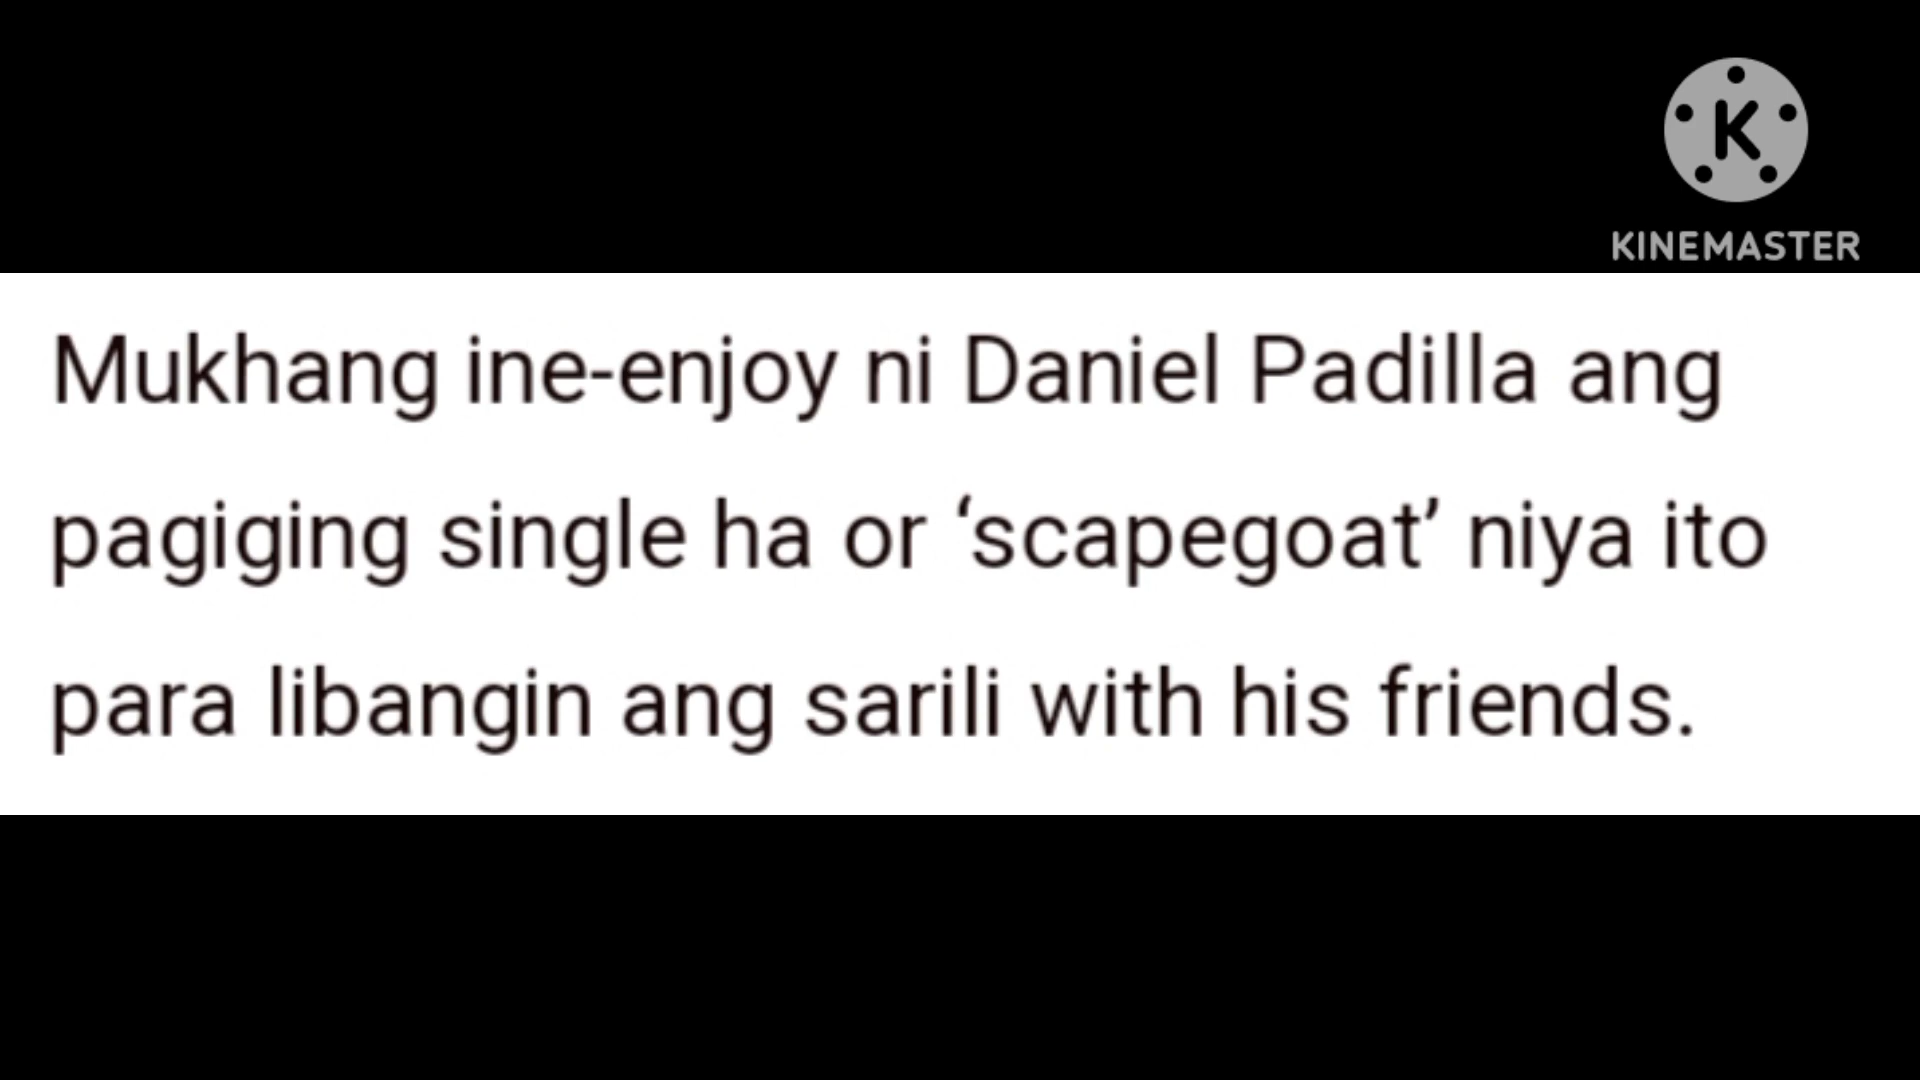 K
KINEMASTER
Mukhang ine-enjoy ni Daniel Padilla ang
pagiging single ha or ‘scapegoat’ niya ito
para libangin ang sarili with his friends.